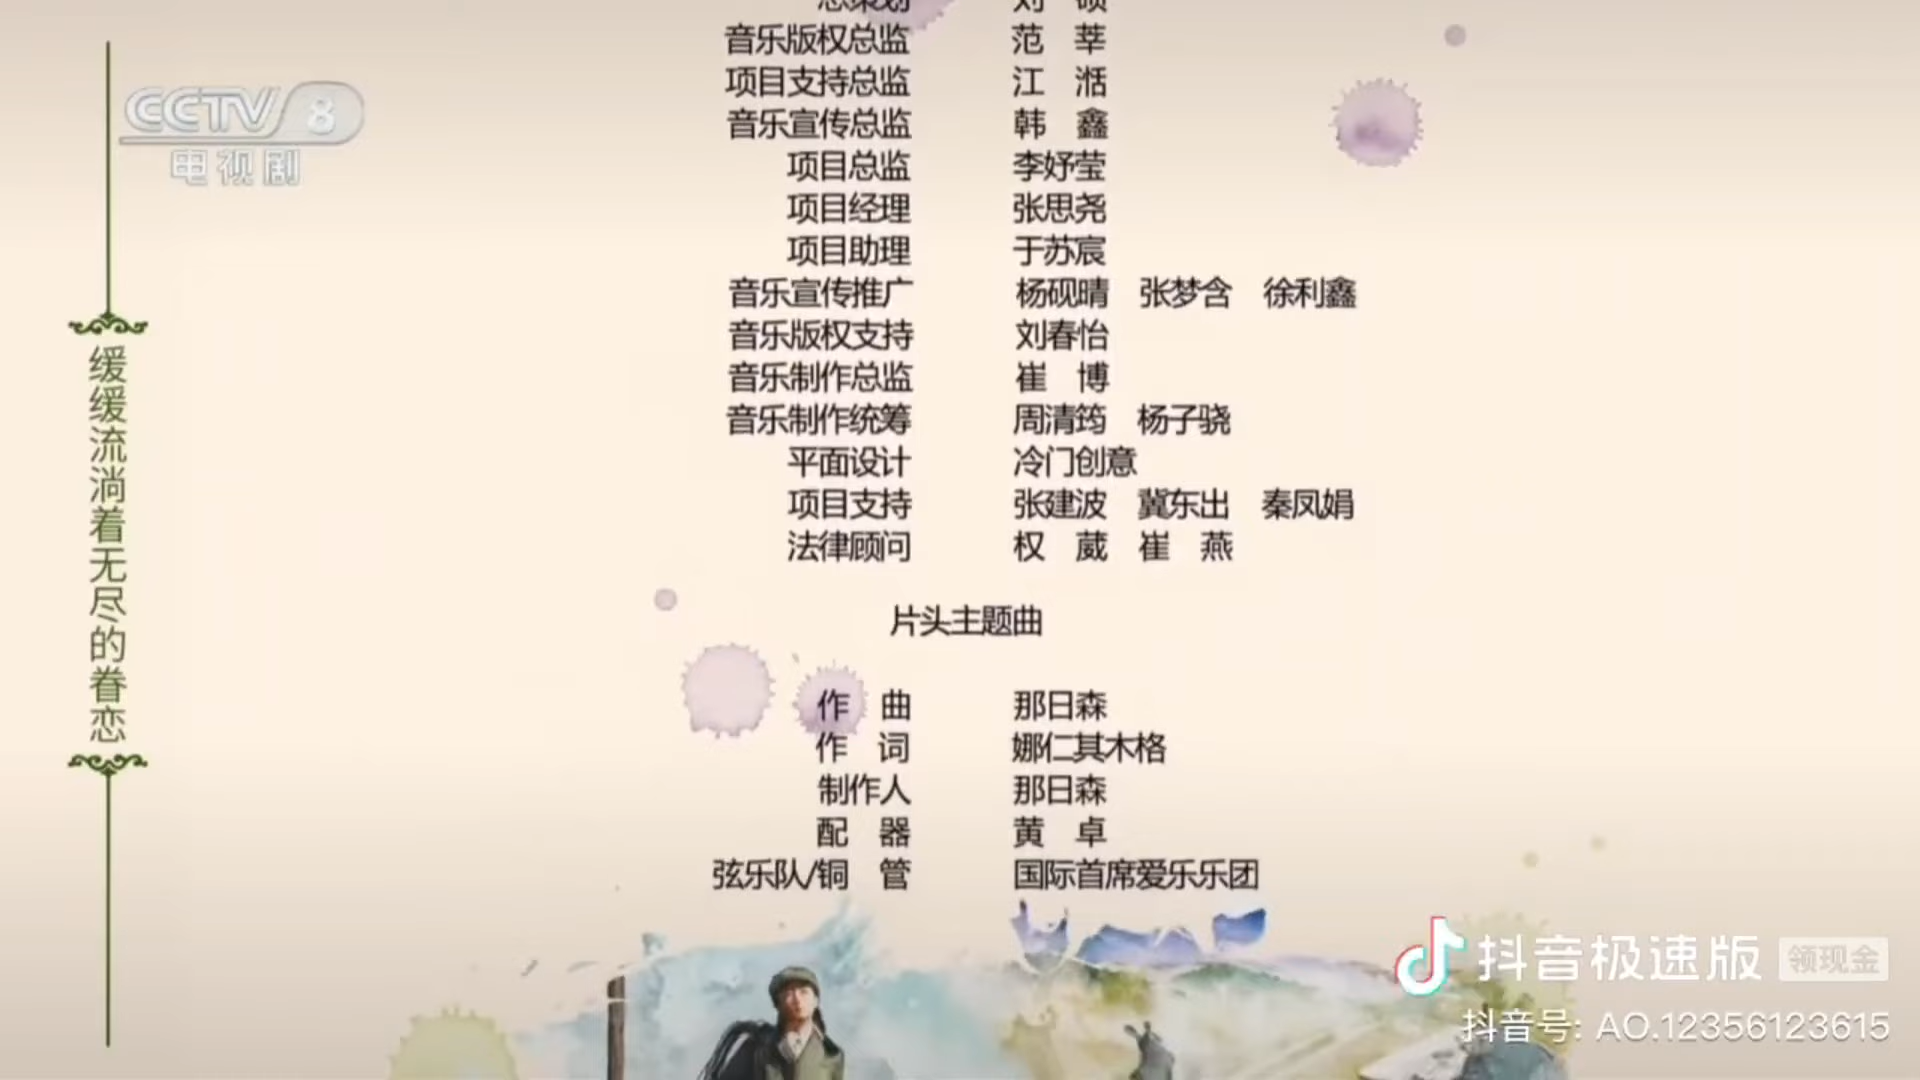 总策划　刘　硕
音乐版权总监　范　莘
项目支持总监　江　湉
音乐宣传总监　韩　鑫
项目总监　李妤莹
项目经理　张思尧
项目助理　于苏宸
音乐宣传推广　杨砚晴　张梦含　徐利鑫
音乐版权支持　刘春怡
音乐制作总监　崔　博
音乐制作统筹　周清筠　杨子骁
平面设计　冷门创意
项目支持　张建波　冀东出　秦凤娟
法律顾问　权　葳　崔　燕
片头主题曲
作　曲　那日森
作　词　娜仁其木格
制作人　那日森
配　器　黄　卓
弦乐队/铜　管　国际首席爱乐乐团
CCTV 8
电视剧
缓缓流淌着无尽的眷恋
抖音极速版 领现金
抖音号: AO.12356123615